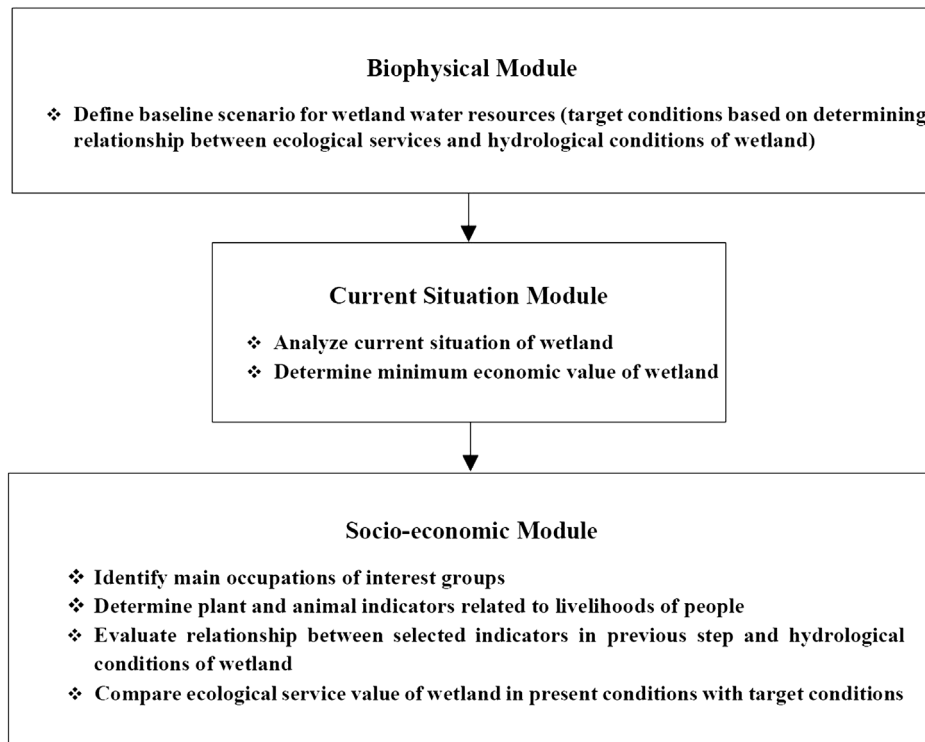 Biophysical Module
❖ Define baseline scenario for wetland water resources (target conditions based on determining
relationship between ecological services and hydrological conditions of wetland)
Current Situation Module
❖ Analyze current situation of wetland
❖ Determine minimum economic value of wetland
Socio-economic Module
❖ Identify main occupations of interest groups
❖ Determine plant and animal indicators related to livelihoods of people
❖ Evaluate relationship between selected indicators in previous step and hydrological
conditions of wetland
❖ Compare ecological service value of wetland in present conditions with target conditions